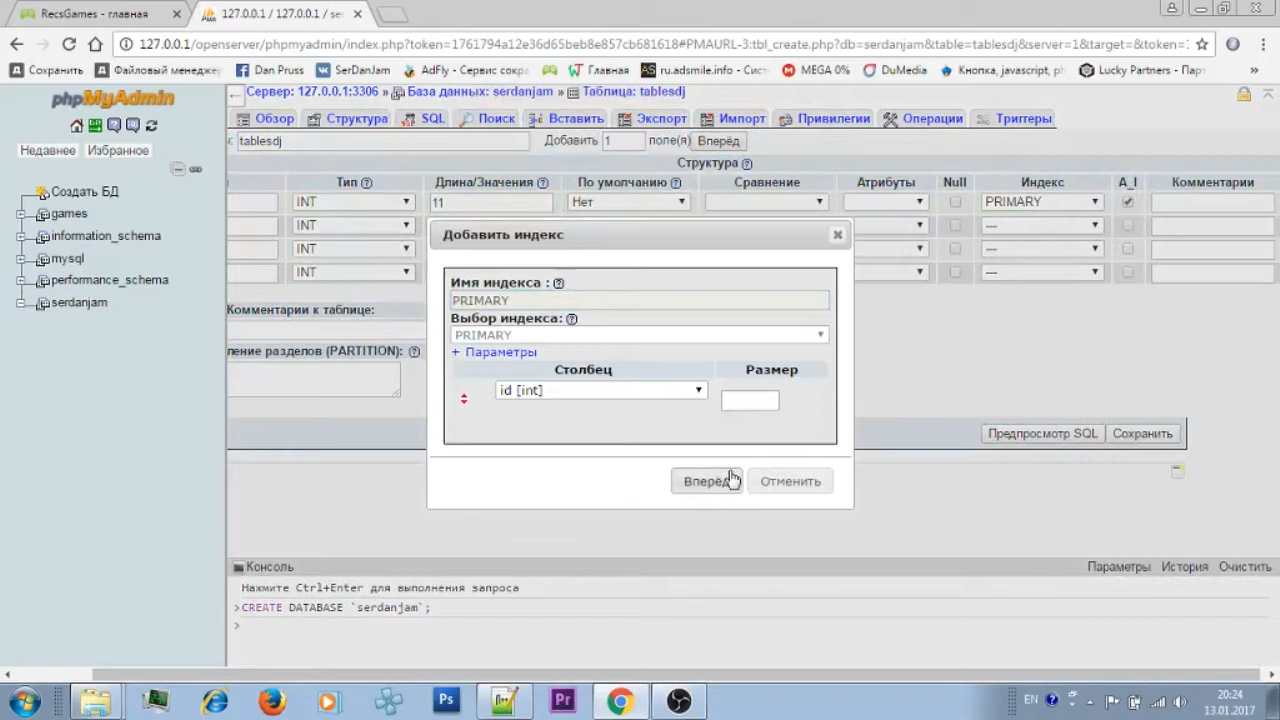 RecsGames - главная
127.0.0.1 / 127.0.0.1 / se
127.0.0.1/openserver/phpmyadmin/index.php?token=1761794a12e36d65beb8e857cb681618#PMAURL-3:tbl_create.php?db=serdanjam&table=tablesdj&server=1&target=&token=
Сохранить
Файловый менеджер
Dan Pruss
SerDanJam
AdFly - Сервис сокра
Главная
ru.adsmile.info - Сист
MEGA 0%
DuMedia
Кнопка, javascript, ph
Lucky Partners - Парт
»
phpMyAdmin
Недавнее
Избранное
Создать БД
games
information_schema
mysql
performance_schema
serdanjam
Сервер: 127.0.0.1:3306 » База данных: serdanjam » Таблица: tablesdj
Обзор
Структура
SQL
Поиск
Вставить
Экспорт
Импорт
Привилегии
Операции
Триггеры
tablesdj
Добавить 1 поле(я) Вперёд
Структура
Тип Длина/Значения По умолчанию Сравнение Атрибуты Null Индекс A_I Комментарии
INT 11 Нет PRIMARY
INT ---
INT ---
INT ---
Комментарии к таблице:
ление разделов (PARTITION):
Предпросмотр SQL
Сохранить
Добавить индекс
Имя индекса :
PRIMARY
Выбор индекса:
PRIMARY
+ Параметры
Столбец Размер
id [int]
Вперёд
Отменить
Консоль
Параметры История Очистить
Нажмите Ctrl+Enter для выполнения запроса
>CREATE DATABASE `serdanjam`;
>
Ps
Pr
EN
20:24
13.01.2017